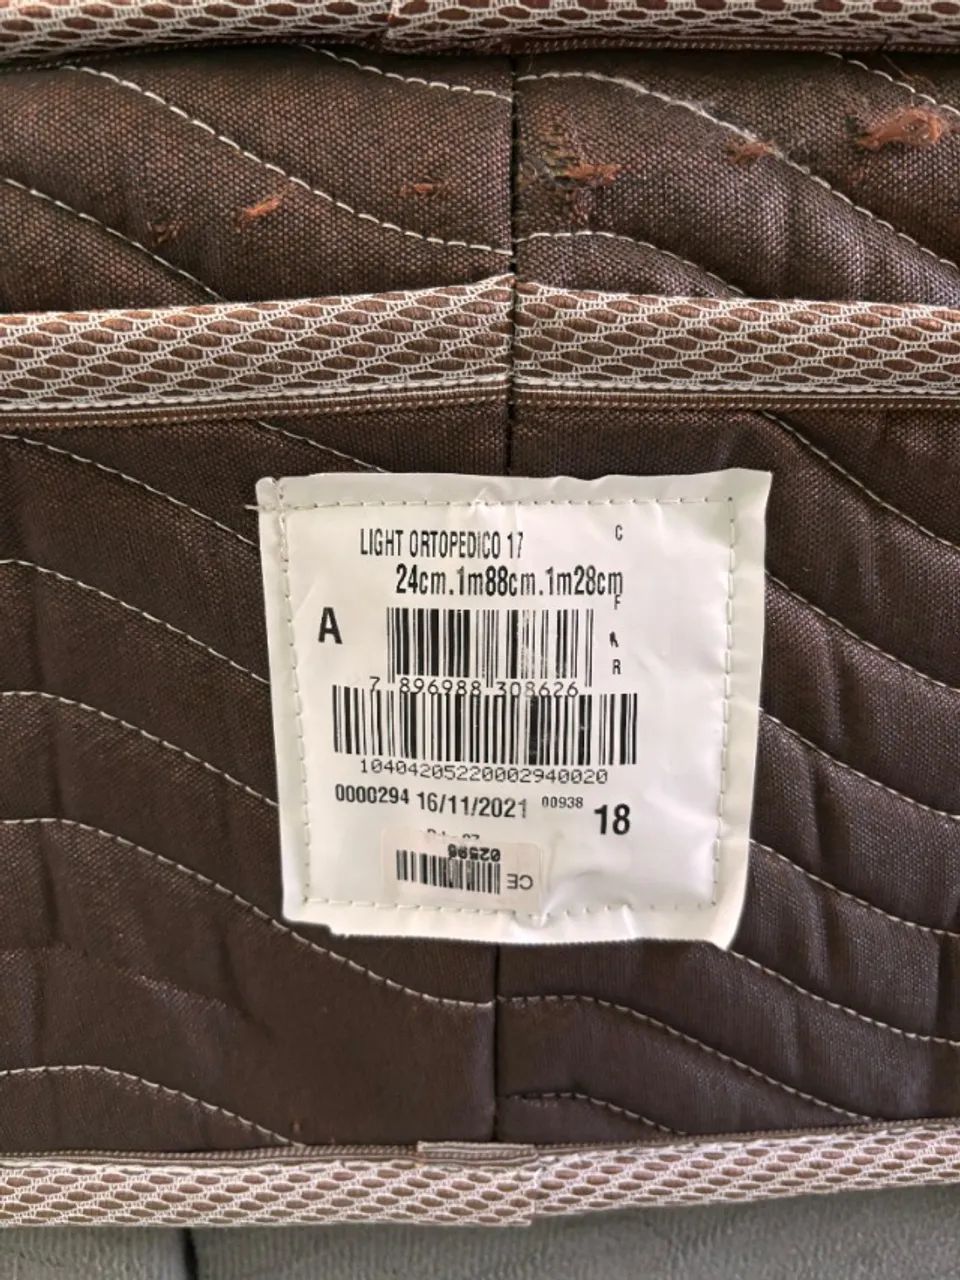 LIGHT ORTOPEDICO 17
C
24cm.1m88cm.1m28cm
F
A
A
R
7 896988 308626
10404205220002940020
0000294 16/11/2021 00938 18
02596
CE